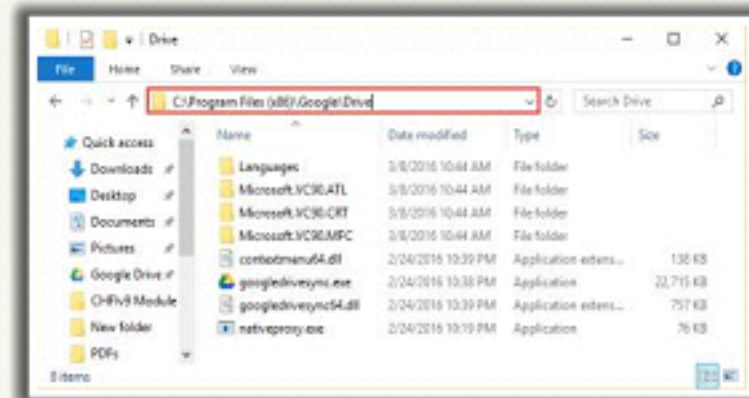 Drive
File Home Share View
C:\Program Files (x86)\Google\Drive Search Drive
Name Date modified Type Size
Quick access
Downloads
Desktop
Documents
Pictures
Google Drive
CHFIv9 Module
New folder
PDFs
Languages 3/8/2016 10:44 AM File folder
Microsoft.VC90.ATL 3/8/2016 10:44 AM File folder
Microsoft.VC90.CRT 3/8/2016 10:44 AM File folder
Microsoft.VC90.MFC 3/8/2016 10:44 AM File folder
contextmenu64.dll 2/24/2016 10:39 PM Application extens... 138 KB
googledrivesync.exe 2/24/2016 10:38 PM Application 22,715 KB
googledrivesync64.dll 2/24/2016 10:39 PM Application extens... 757 KB
nativeproxy.exe 2/24/2016 10:19 PM Application 76 KB
8 items